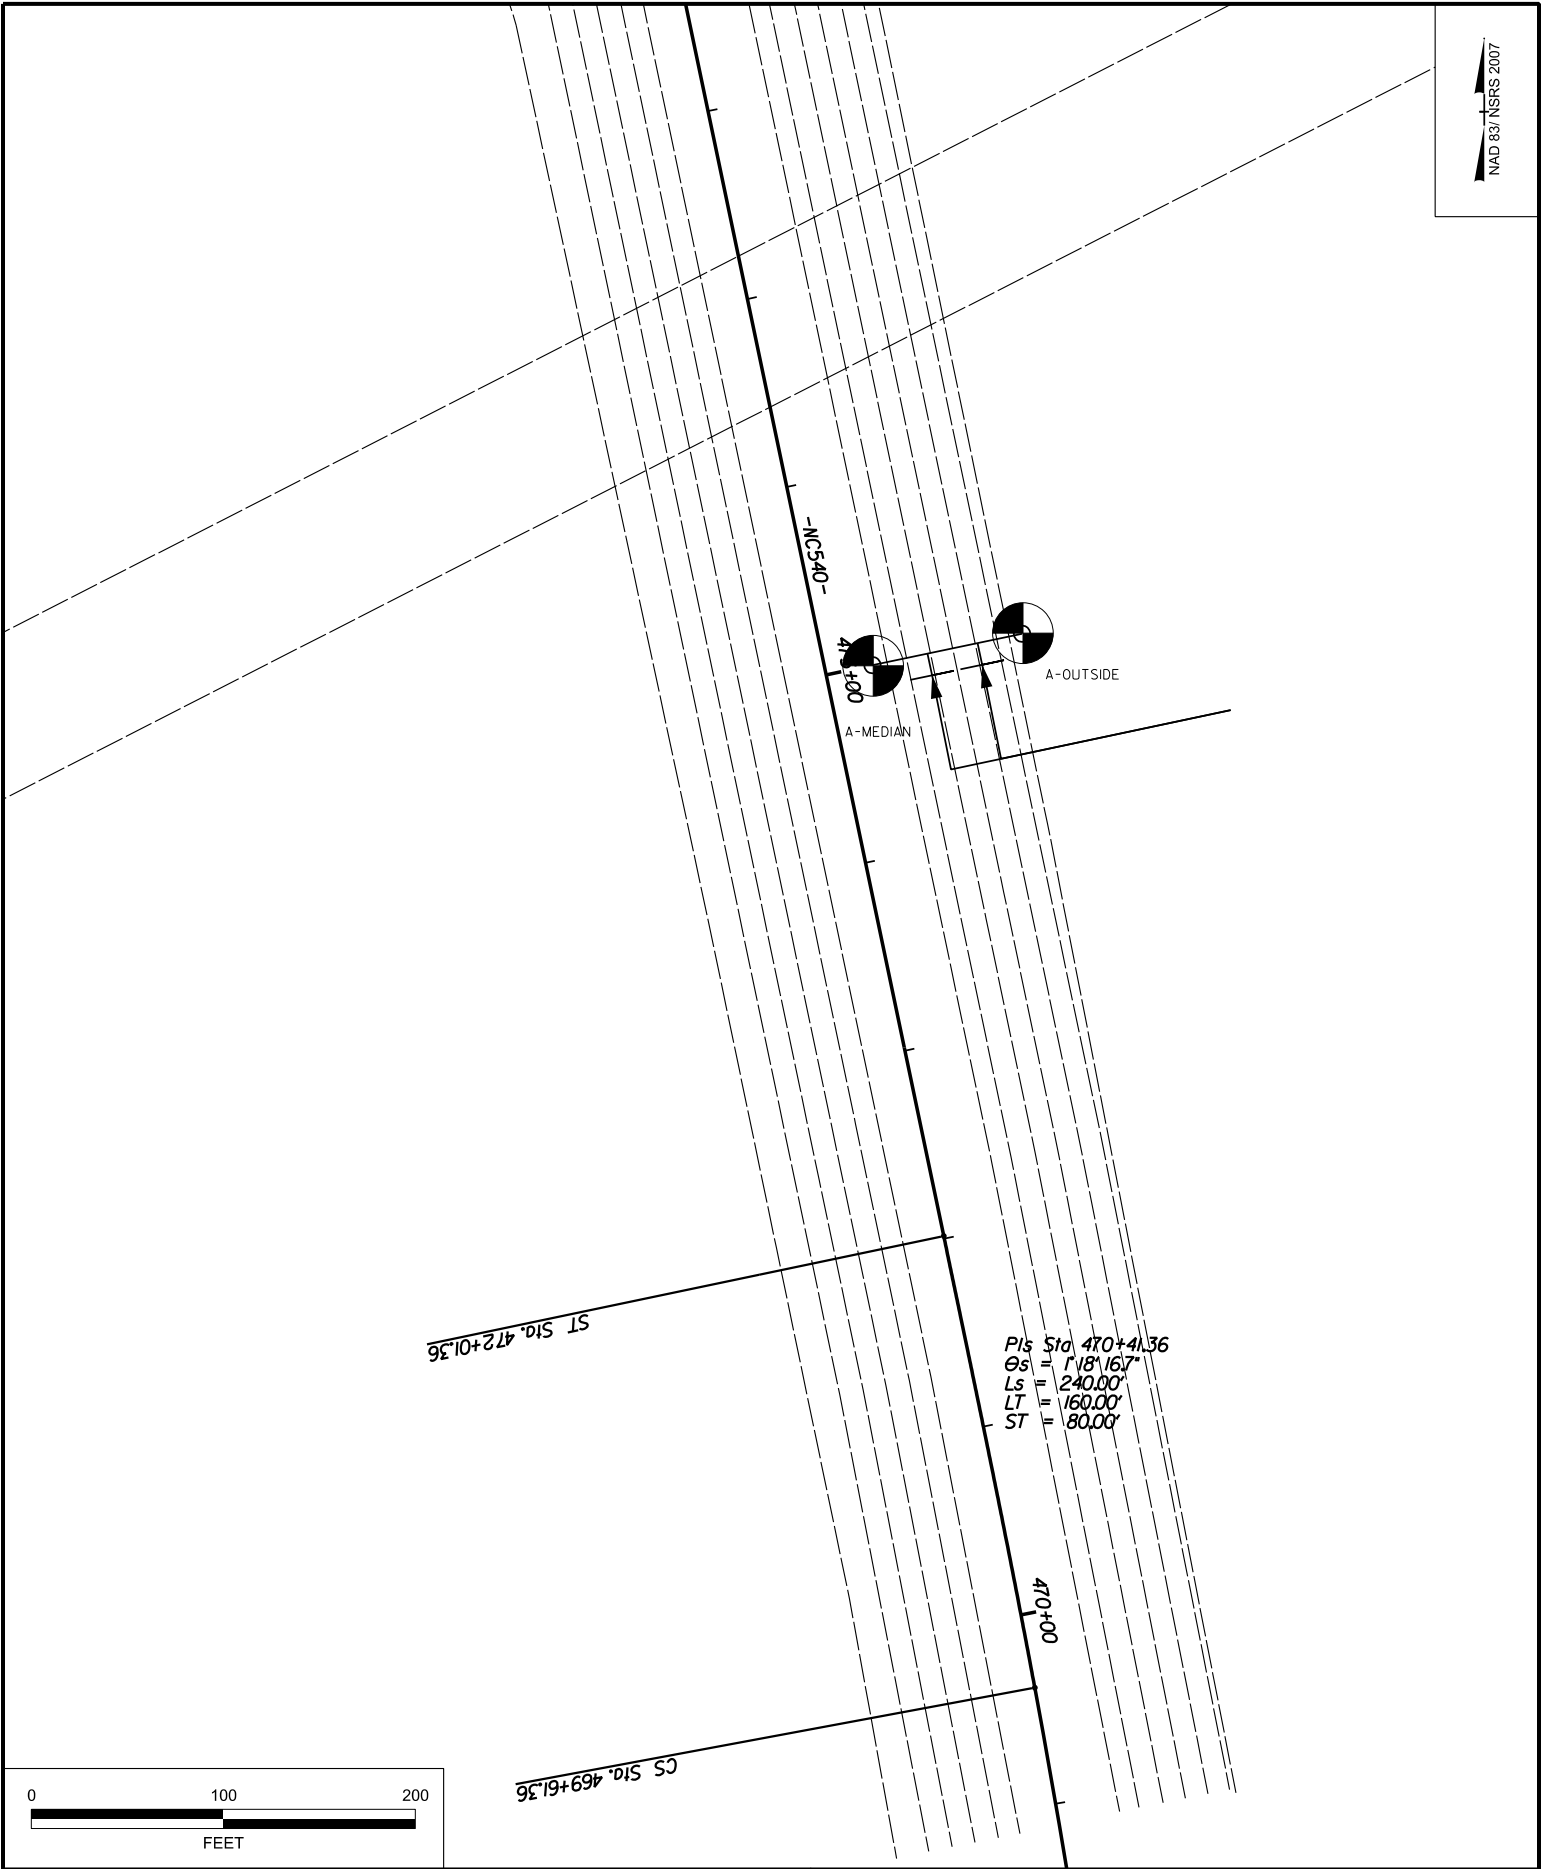 NAD 83/ NSRS 2007
-NC540-
475+00
A-OUTSIDE
A-MEDIAN
ST Sta. 472+01.36
PIs Sta 470+41.36
Θs = 1° 18' 16.7"
Ls = 240.00'
LT = 160.00'
ST = 80.00'
470+00
CS Sta. 469+61.36
0 100 200
FEET